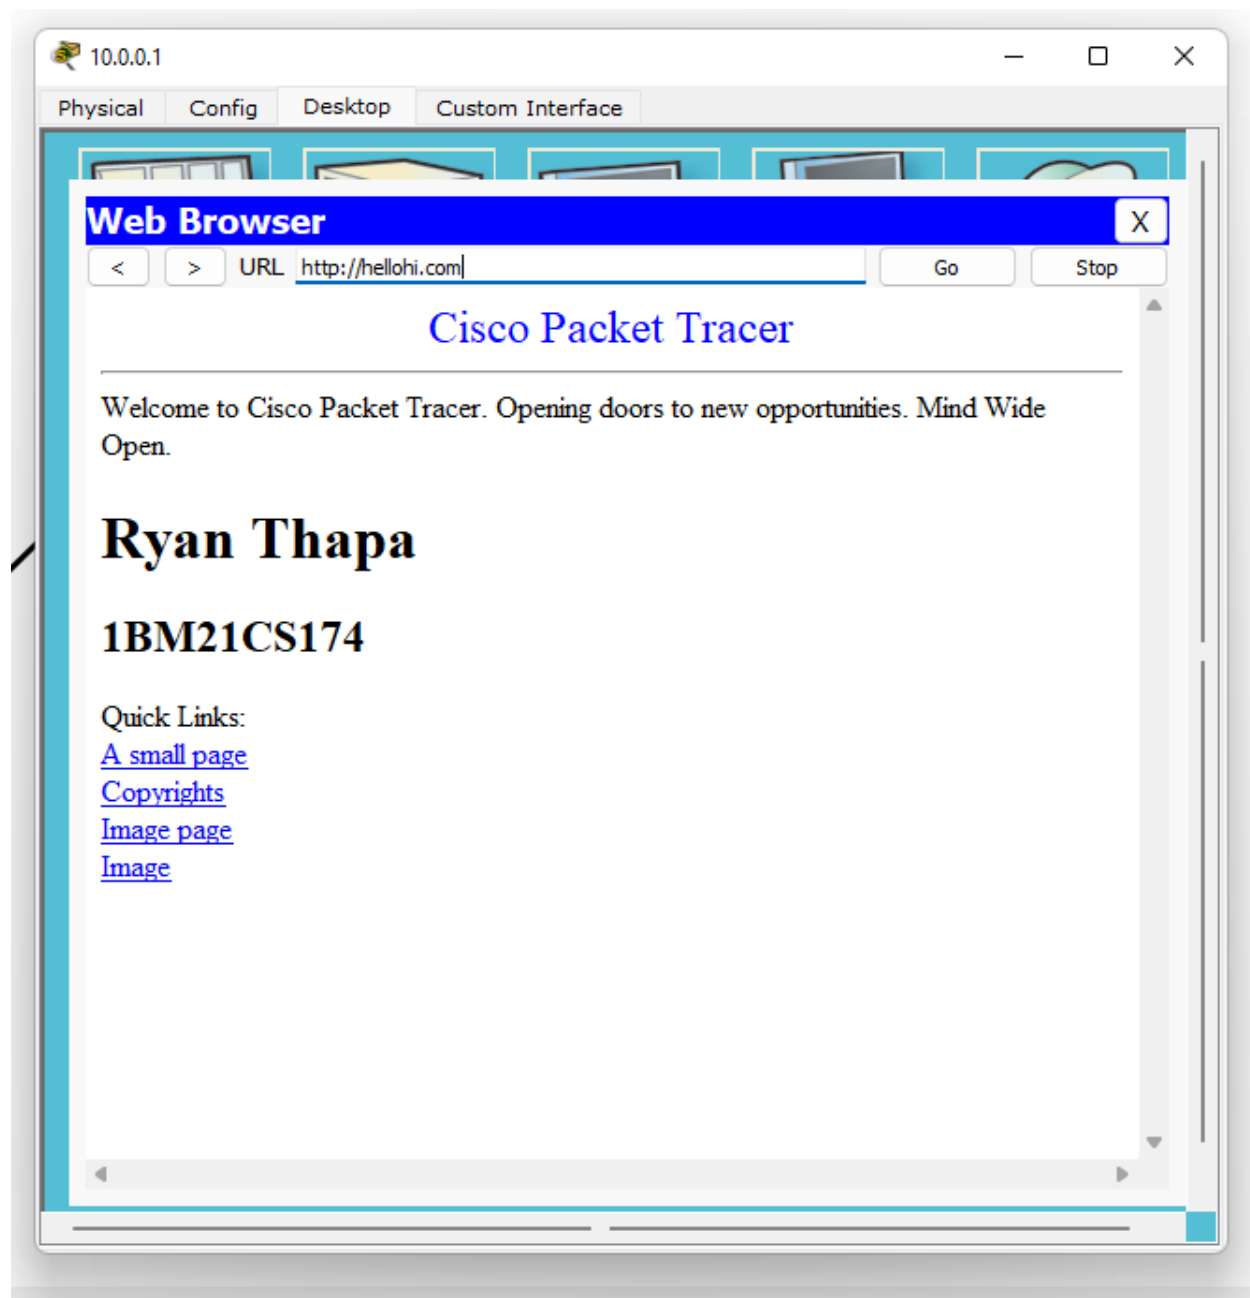 10.0.0.1
Physical Config Desktop Custom Interface
Web Browser X
< > URL http://hellohi.com Go Stop
Cisco Packet Tracer
Welcome to Cisco Packet Tracer. Opening doors to new opportunities. Mind Wide
Open.
Ryan Thapa
1BM21CS174
Quick Links:
A small page
Copyrights
Image page
Image